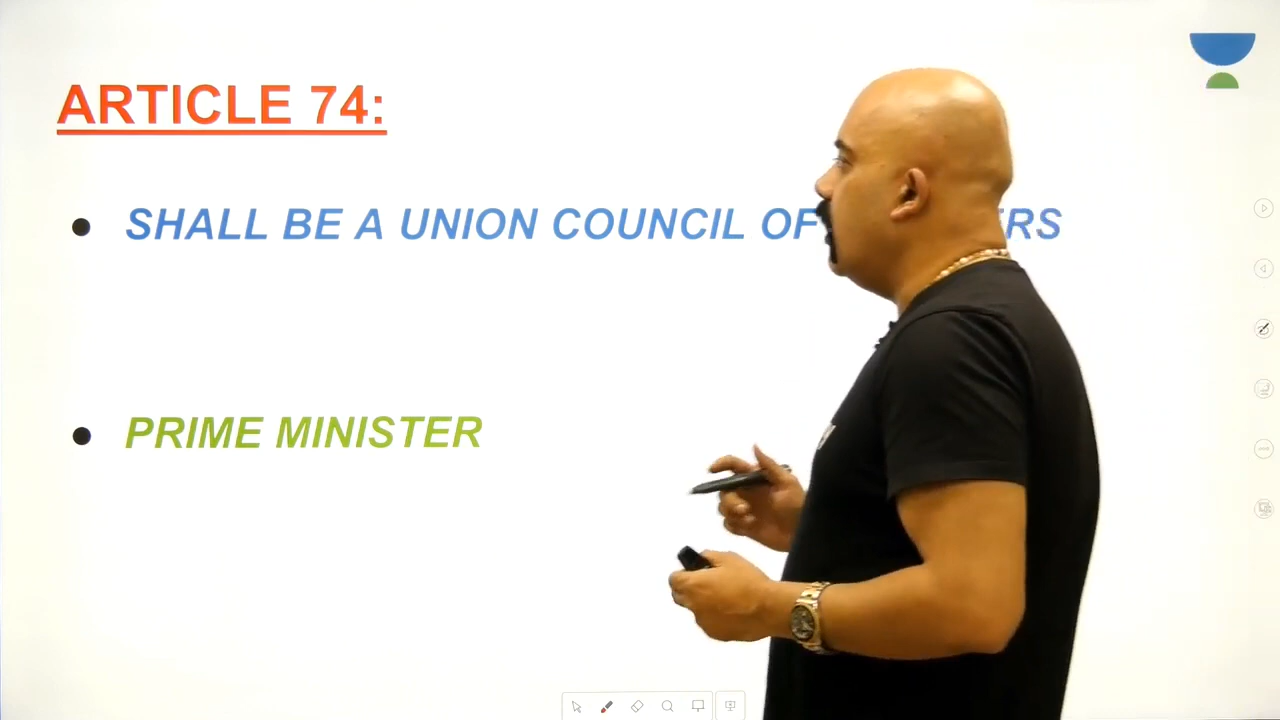 ARTICLE 74:
● SHALL BE A UNION COUNCIL OF
● PRIME MINISTER